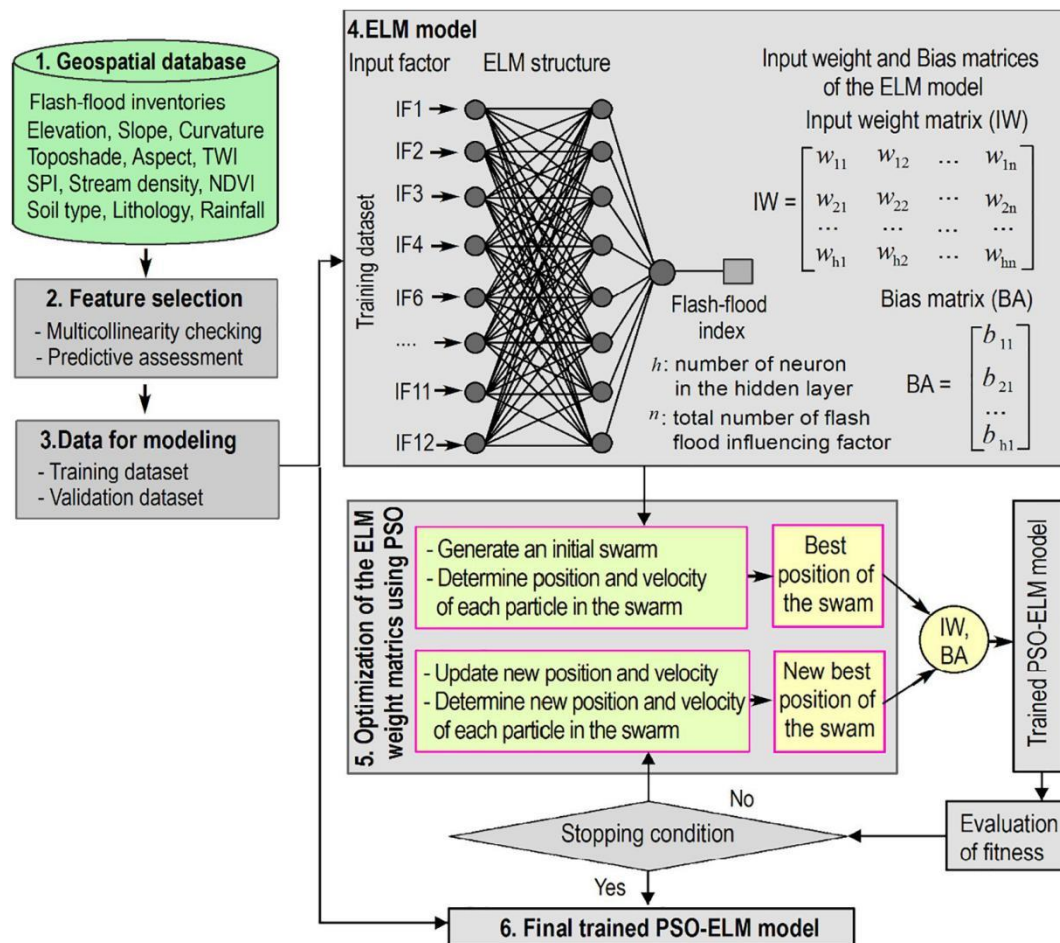 1. Geospatial database
Flash-flood inventories
Elevation, Slope, Curvature
Toposhade, Aspect, TWI
SPI, Stream density, NDVI
Soil type, Lithology, Rainfall
2. Feature selection
- Multicollinearity checking
- Predictive assessment
3.Data for modeling
- Training dataset
- Validation dataset
4.ELM model
Input factor
ELM structure
Training dataset
IF1
IF2
IF3
IF4
IF6
....
IF11
IF12
Flash-flood
index
h: number of neuron
in the hidden layer
n: total number of flash
flood influencing factor
Input weight and Bias matrices
of the ELM model
Input weight matrix (IW)
IW =
w11 w12 ... w1n
w21 w22 ... w2n
... ... ... ...
wh1 wh2 ... whn
Bias matrix (BA)
BA =
b11
b21
...
bh1
5. Optimization of the ELM
weight matrics using PSO
- Generate an initial swarm
- Determine position and velocity
of each particle in the swarm
Best
position of
the swam
- Update new position and velocity
- Determine new position and velocity
of each particle in the swarm
New best
position of
the swam
IW,
BA
Trained PSO-ELM model
Evaluation
of fitness
Stopping condition
No
Yes
6. Final trained PSO-ELM model